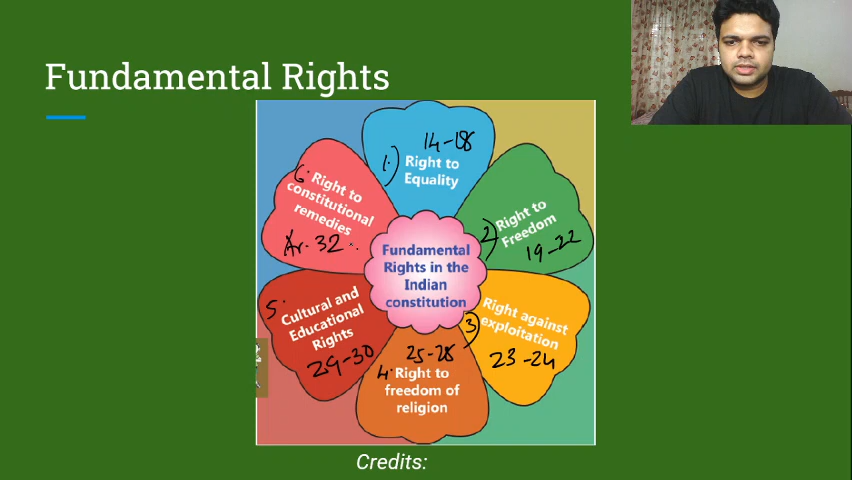 Fundamental Rights
14-18
1.)
Right to
Equality
2)
Right to
Freedom
19-22
3)
Right against
exploitation
23-24
25-28
4.
Right to
freedom of
religion
5.
Cultural and
Educational
Rights
29-30
6.
Right to
constitutional
remedies
Ar. 32
Fundamental
Rights in the
Indian
constitution
Credits: